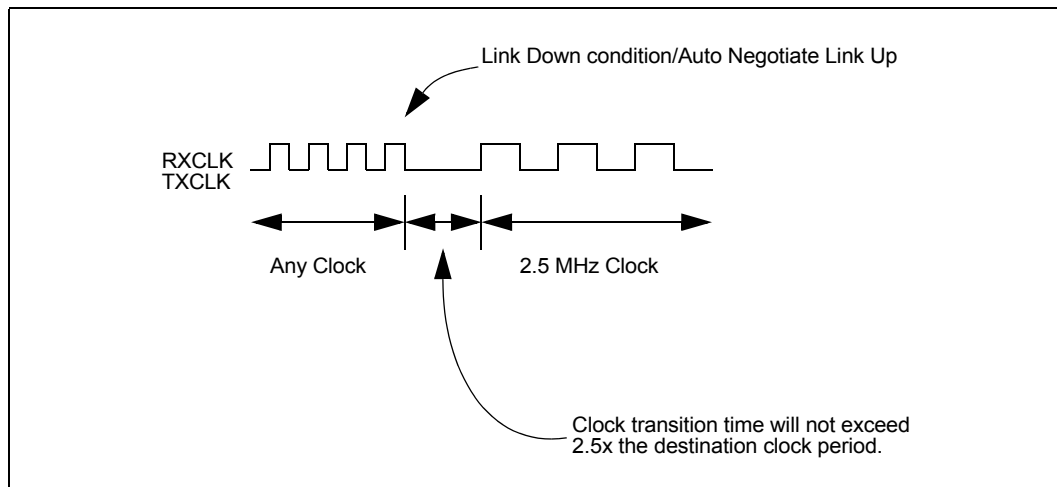 Link Down condition/Auto Negotiate Link Up
RXCLK
TXCLK
Any Clock
2.5 MHz Clock
Clock transition time will not exceed
2.5x the destination clock period.